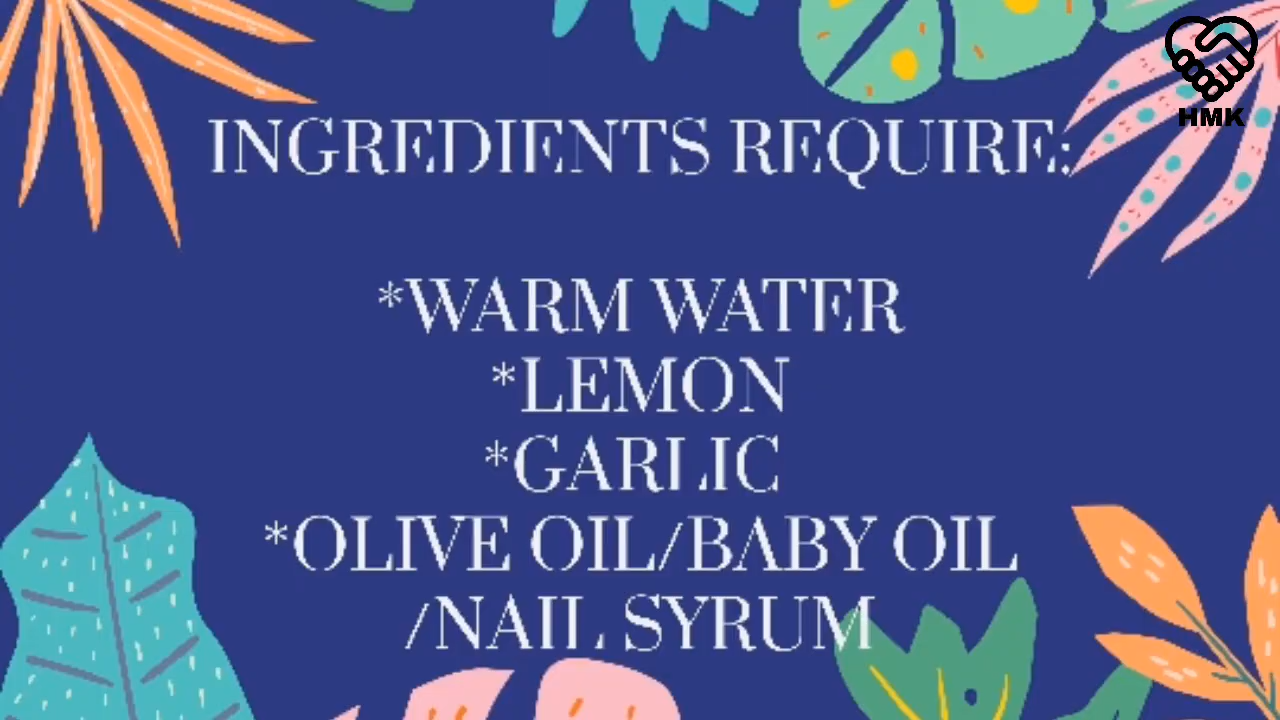 HMK
INGREDIENTS REQUIRE:
*WARM WATER
*LEMON
*GARLIC
*OLIVE OIL/BABY OIL
/NAIL SYRUM